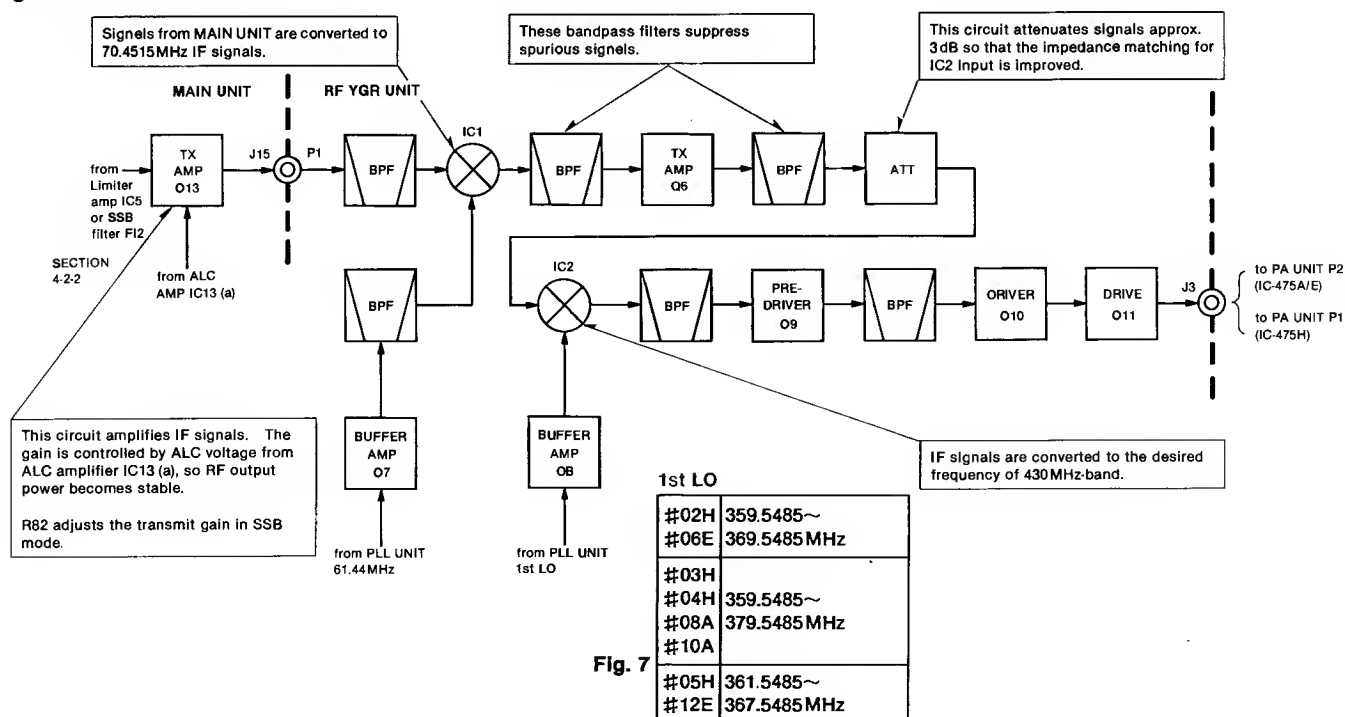 Signels from MAIN UNIT are converted to
70.4515MHz IF signals.
These bandpass filters suppress
spurious signels.
This circuit attenuates sIgnals approx.
3dB so that the impedance matching for
IC2 Input is improved.
MAIN UNIT
RF YGR UNIT
IC1
J15
P1
from
Limiter
amp IC5
or SSB
filter FI2
TX
AMP
O13
BPF
BPF
TX
AMP
Q6
BPF
ATT
SECTION
4-2-2
from ALC
AMP IC13 (a)
IC2
BPF
BPF
PRE-
DRIVER
O9
BPF
ORIVER
O10
DRIVE
O11
J3
to PA UNIT P2
(IC-475A/E)
to PA UNIT P1
(IC-475H)
This circuit amplifies IF signals. The
gain is controlled by ALC voltage from
ALC amplifier IC13 (a), so RF output
power becomes stable.
R82 adjusts the transmit gain in SSB
mode.
BUFFER
AMP
O7
BUFFER
AMP
OB
IF sIgnals are converted to the desired
frequency of 430MHz-band.
from PLL UNIT
61.44MHz
from PLL UNIT
1st LO
1st LO
#02H 359.5485~
#06E 369.5485MHz
#03H
#04H 359.5485~
#08A 379.5485MHz
#10A
#05H 361.5485~
#12E 367.5485MHz
Fig. 7